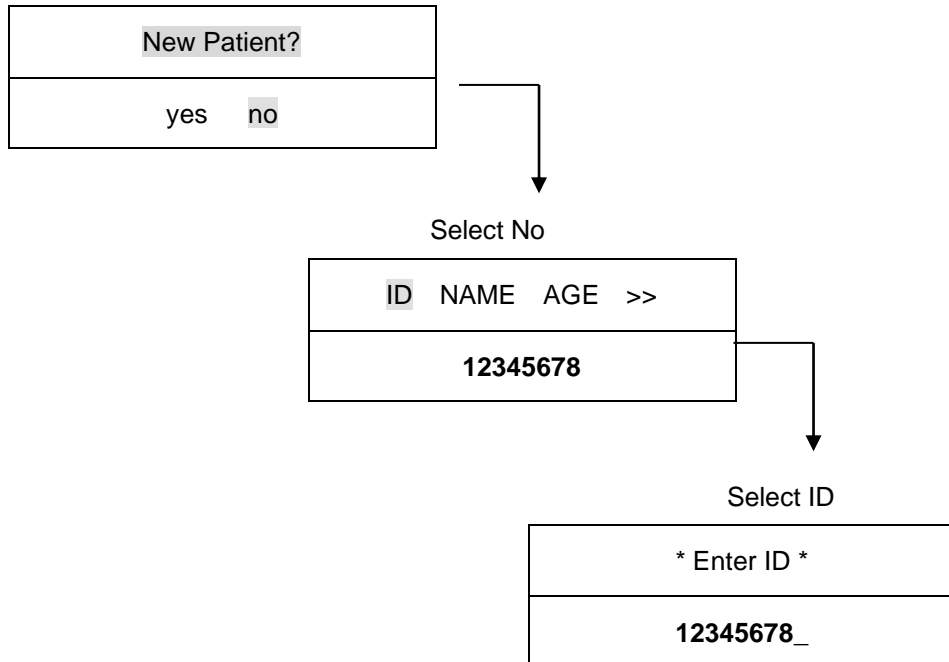 New Patient?
yes no
Select No
ID NAME AGE >>
12345678
Select ID
* Enter ID *
12345678_